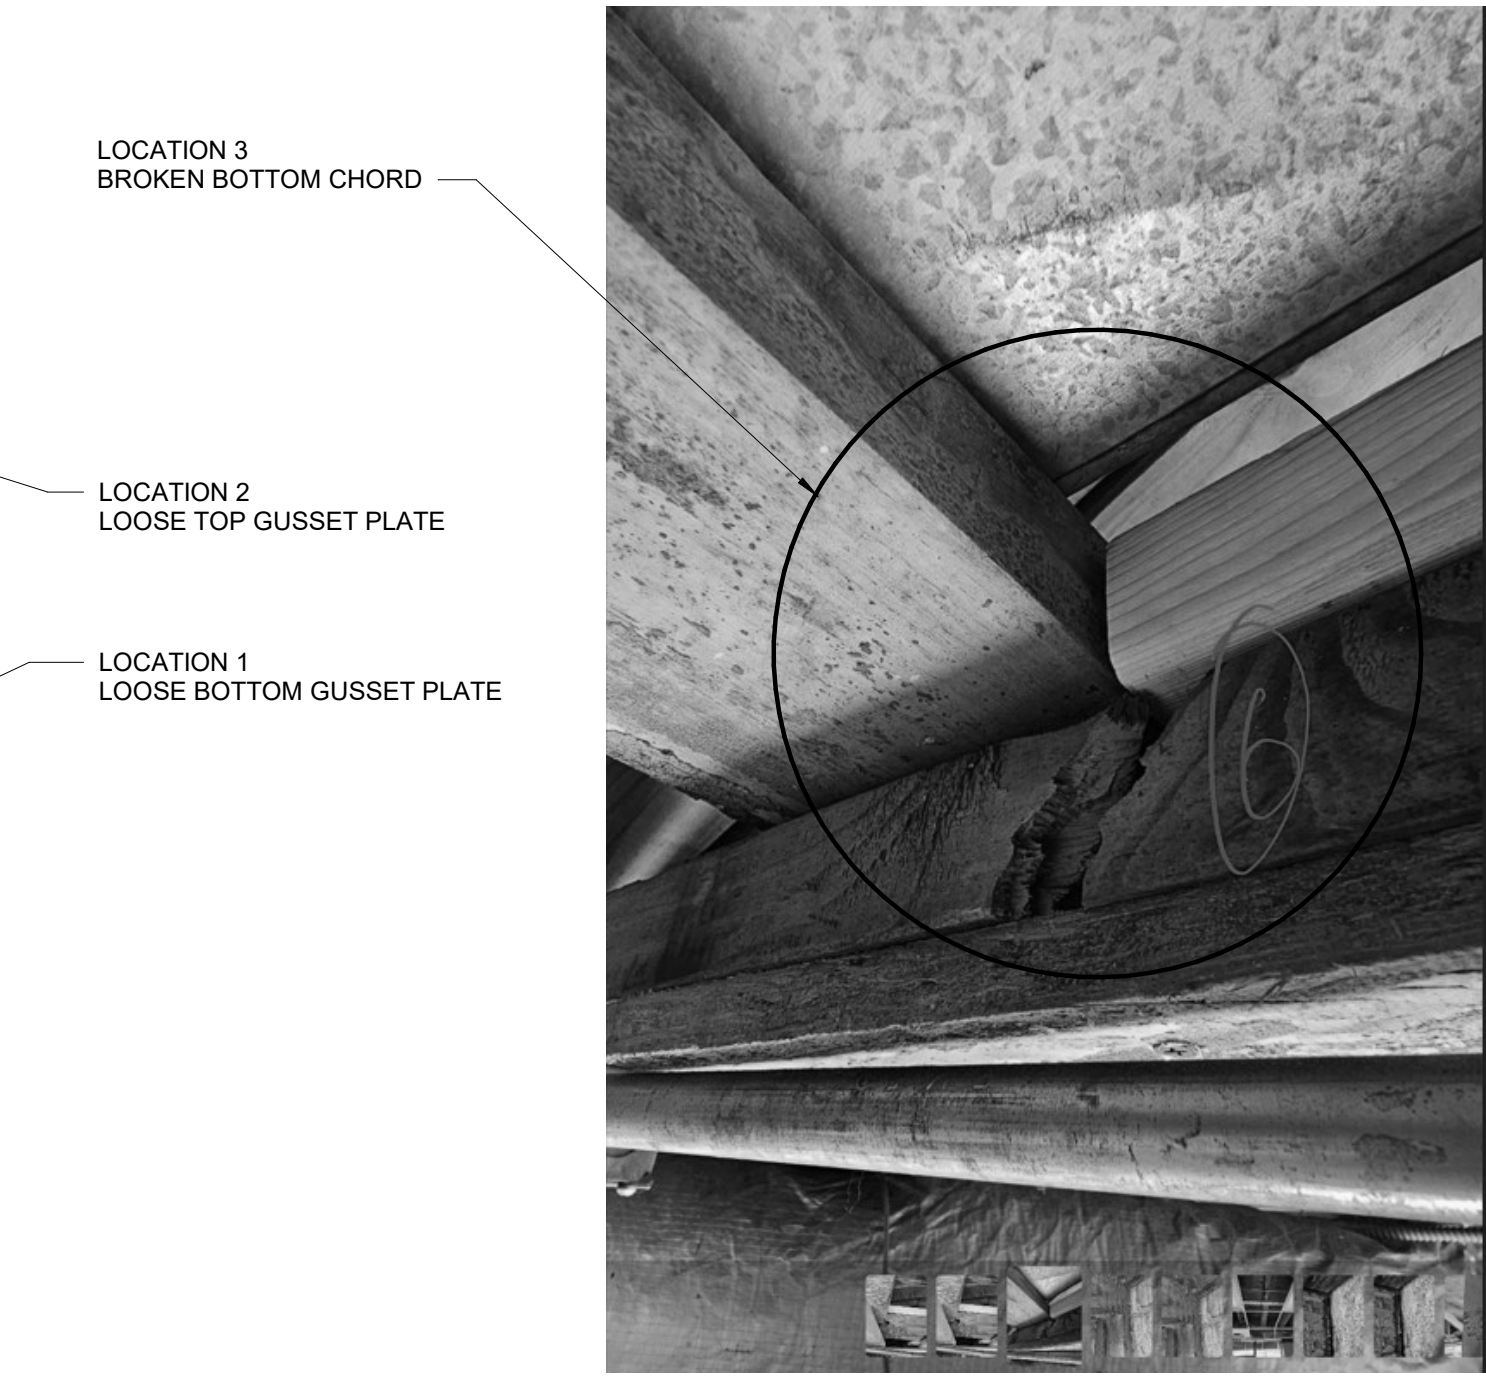 LOCATION 3
BROKEN BOTTOM CHORD
LOCATION 2
LOOSE TOP GUSSET PLATE
LOCATION 1
LOOSE BOTTOM GUSSET PLATE
6